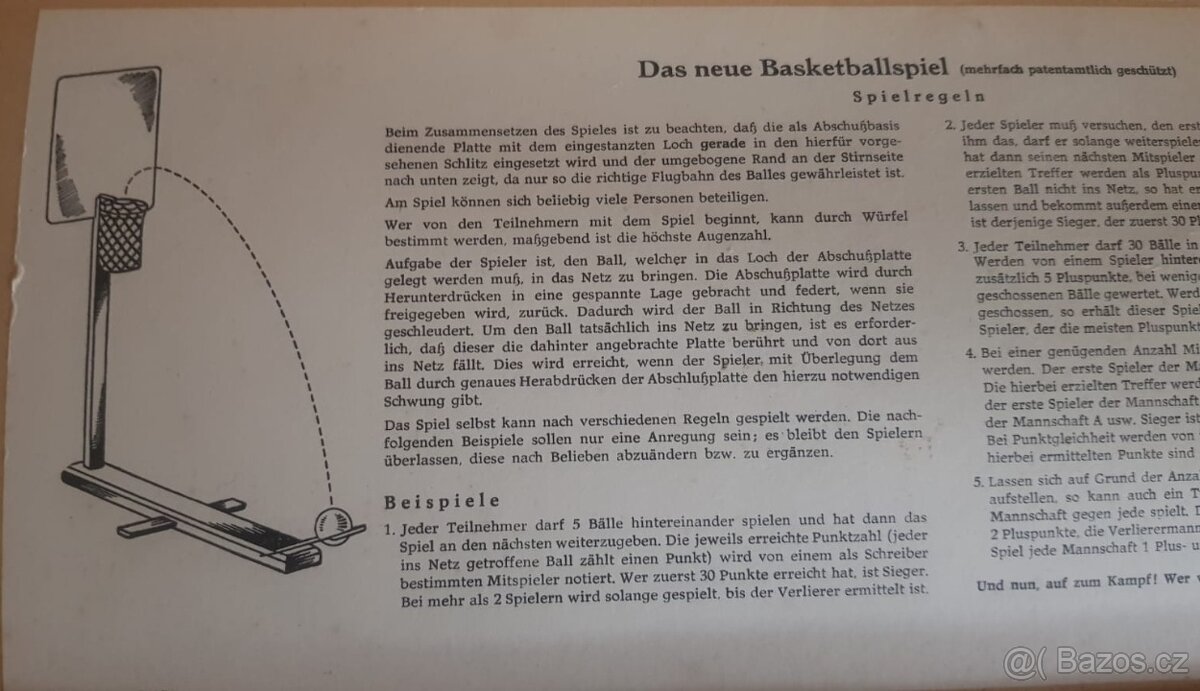 Das neue Basketballspiel (mehrfach patentamtlich geschützt)
Spielregeln
Beim Zusammensetzen des Spieles ist zu beachten, daß die als Abschußbasis
dienende Platte mit dem eingestanzten Loch gerade in den hierfür vorge-
sehenen Schlitz eingesetzt wird und der umgebogene Rand an der Stirnseite
nach unten zeigt, da nur so die richtige Flugbahn des Balles gewährleistet ist.
Am Spiel können sich beliebig viele Personen beteiligen.
Wer von den Teilnehmern mit dem Spiel beginnt, kann durch Würfel
bestimmt werden, maßgebend ist die höchste Augenzahl.
Aufgabe der Spieler ist, den Ball, welcher in das Loch der Abschußplatte
gelegt werden muß, in das Netz zu bringen. Die Abschußplatte wird durch
Herunterdrücken in eine gespannte Lage gebracht und federt, wenn sie
freigegeben wird, zurück. Dadurch wird der Ball in Richtung des Netzes
geschleudert. Um den Ball tatsächlich ins Netz zu bringen, ist es erforder-
lich, daß dieser die dahinter angebrachte Platte berührt und von dort aus
ins Netz fällt. Dies wird erreicht, wenn der Spieler, mit Überlegung dem
Ball durch genaues Herabdrücken der Abschlußplatte den hierzu notwendigen
Schwung gibt.
Das Spiel selbst kann nach verschiedenen Regeln gespielt werden. Die nach-
folgenden Beispiele sollen nur eine Anregung sein; es bleibt den Spielern
überlassen, diese nach Belieben abzuändern bzw. zu ergänzen.
Beispiele
1. Jeder Teilnehmer darf 5 Bälle hintereinander spielen und hat dann das
Spiel an den nächsten weiterzugeben. Die jeweils erreichte Punktzahl (jeder
ins Netz getroffene Ball zählt einen Punkt) wird von einem als Schreiber
bestimmten Mitspieler notiert. Wer zuerst 30 Punkte erreicht hat, ist Sieger.
Bei mehr als 2 Spielern wird solange gespielt, bis der Verlierer ermittelt ist.
2. Jeder Spieler muß versuchen, den erst
ihm das, darf er solange weiterspiele
hat dann seinen nächsten Mitspieler
erzielten Treffer werden als Pluspu
ersten Ball nicht ins Netz, so hat e
lassen und bekommt außerdem einen
ist derjenige Sieger, der zuerst 30 Pl
3. Jeder Teilnehmer darf 30 Bälle in
Werden von einem Spieler hintere
zusätzlich 5 Pluspunkte, bei wenig
geschossenen Bälle gewertet. Werd
geschossen, so erhält dieser Spiel
Spieler, der die meisten Pluspunkt
4. Bei einer genügenden Anzahl Mi
werden. Der erste Spieler der Ma
Die hierbei erzielten Treffer werd
der erste Spieler der Mannschaft
der Mannschaft A usw. Sieger ist
Bei Punktgleichheit werden von
hierbei ermittelten Punkte sind
5. Lassen sich auf Grund der Anza
aufstellen, so kann auch ein T
Mannschaft gegen jede spielt. D
2 Pluspunkte, die Verlierermann
Spiel jede Mannschaft 1 Plus- u
Und nun, auf zum Kampf! Wer w
@( Bazos.cz